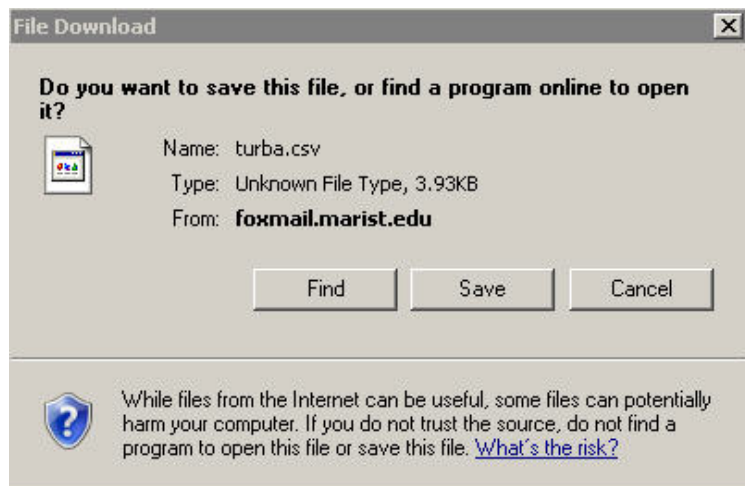 File Download
Do you want to save this file, or find a program online to open
it?
Name: turba.csv
Type: Unknown File Type, 3.93KB
From: foxmail.marist.edu
Find Save Cancel
While files from the Internet can be useful, some files can potentially
harm your computer. If you do not trust the source, do not find a
program to open this file or save this file. What's the risk?